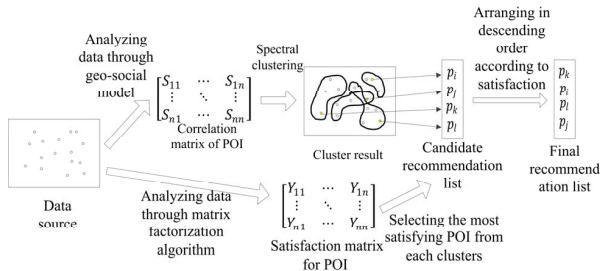 Analyzing
data through
geo-social
model
S11 ⋯ S1n
⋮ ⋱ ⋮
Sn1 ⋯ Snn
Correlation matrix
of POI
Spectral
clustering
Cluster result
pi
pj
pk
pl
Candidate
recommendation
list
Arranging in
descending
order
according to
satisfaction
pk
pi
pl
pj
Final
recommend
ation list
Data
source
Analyzing data
through matrix
factorization
algorithm
Y11 ⋯ Y1n
⋮ ⋱ ⋮
Yn1 ⋯ Ynn
Satisfaction matrix
for POI
Selecting the most
satisfying POI from
each clusters